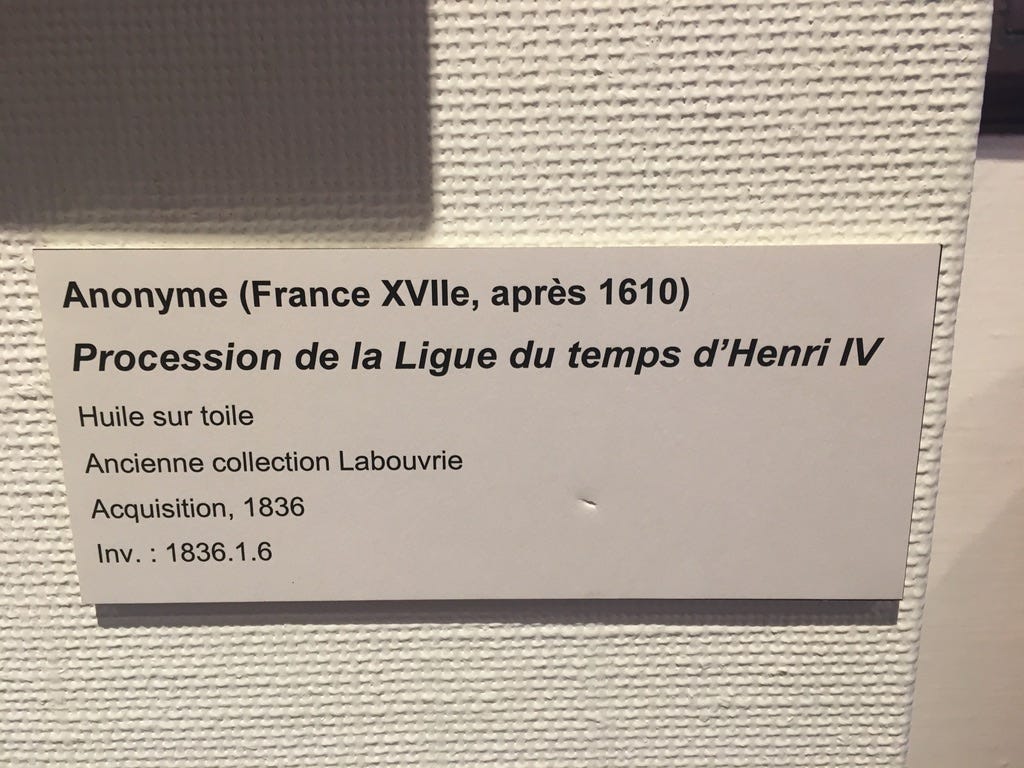 Anonyme (France XVIIe, après 1610)
Procession de la Ligue du temps d'Henri IV
Huile sur toile
Ancienne collection Labouvrie
Acquisition, 1836
Inv. : 1836.1.6